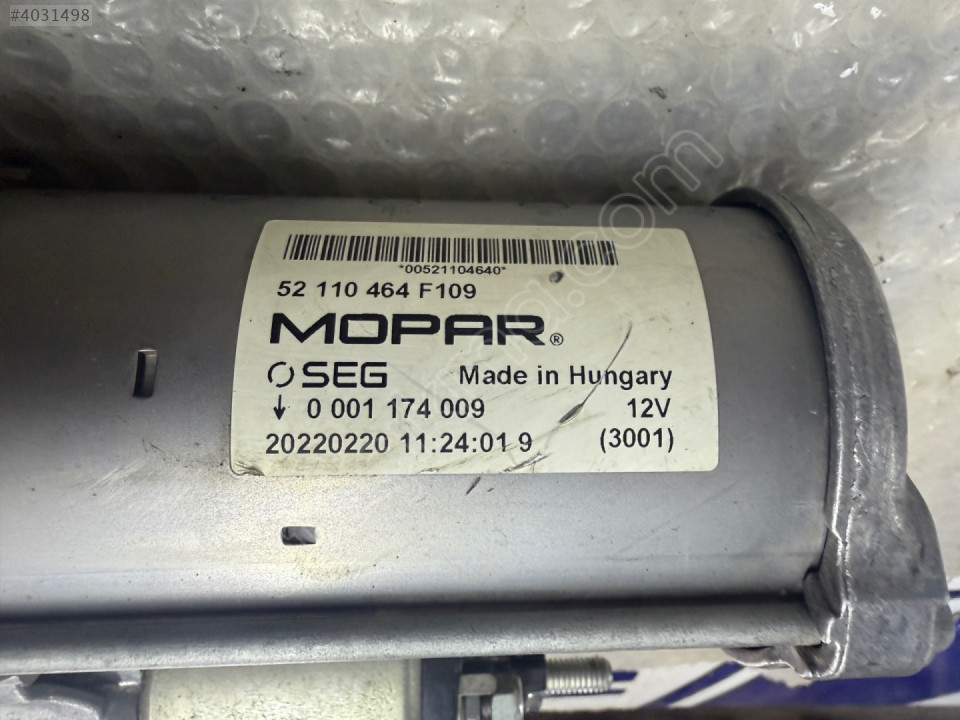 #4031498
*00521104640*
52 110 464 F109
MOPAR®
SEG Made in Hungary
0 001 174 009 12V
20220220 11:24:01 9 (3001)